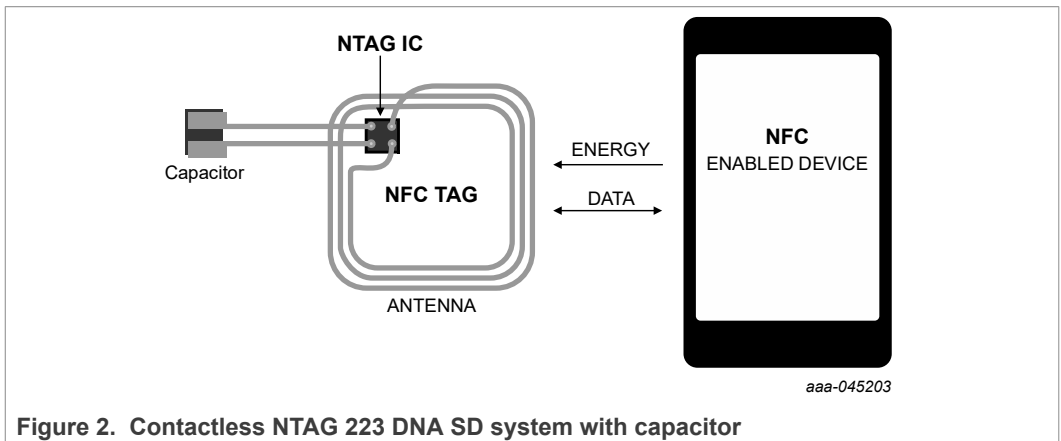 NTAG IC
Capacitor
NFC TAG
ANTENNA
ENERGY
DATA
NFC
ENABLED DEVICE
aaa-045203
Figure 2. Contactless NTAG 223 DNA SD system with capacitor